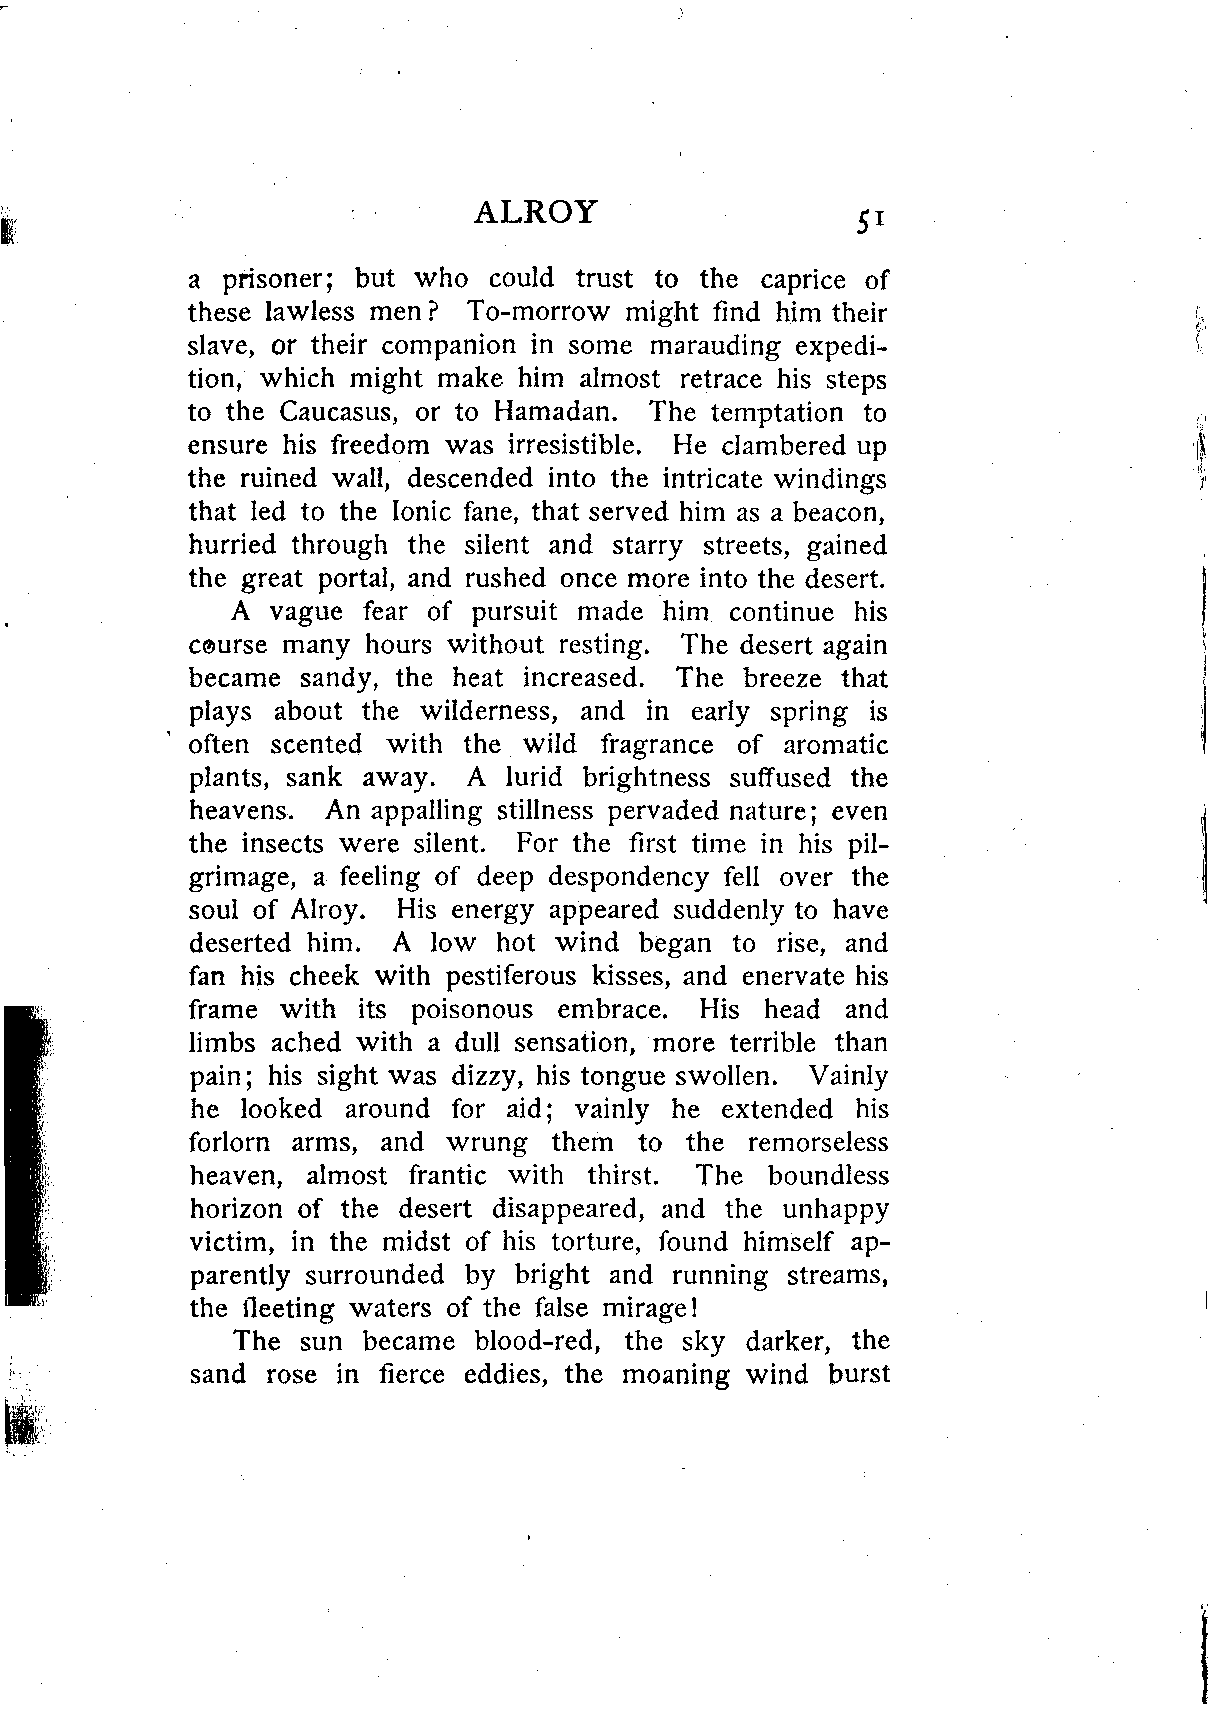 ALROY 51
a prisoner; but who could trust to the caprice of
these lawless men? To-morrow might find him their
slave, or their companion in some marauding expedi-
tion, which might make him almost retrace his steps
to the Caucasus, or to Hamadan. The temptation to
ensure his freedom was irresistible. He clambered up
the ruined wall, descended into the intricate windings
that led to the Ionic fane, that served him as a beacon,
hurried through the silent and starry streets, gained
the great portal, and rushed once more into the desert.
A vague fear of pursuit made him continue his
course many hours without resting. The desert again
became sandy, the heat increased. The breeze that
plays about the wilderness, and in early spring is
often scented with the wild fragrance of aromatic
plants, sank away. A lurid brightness suffused the
heavens. An appalling stillness pervaded nature; even
the insects were silent. For the first time in his pil-
grimage, a feeling of deep despondency fell over the
soul of Alroy. His energy appeared suddenly to have
deserted him. A low hot wind began to rise, and
fan his cheek with pestiferous kisses, and enervate his
frame with its poisonous embrace. His head and
limbs ached with a dull sensation, more terrible than
pain; his sight was dizzy, his tongue swollen. Vainly
he looked around for aid; vainly he extended his
forlorn arms, and wrung them to the remorseless
heaven, almost frantic with thirst. The boundless
horizon of the desert disappeared, and the unhappy
victim, in the midst of his torture, found himself ap-
parently surrounded by bright and running streams,
the fleeting waters of the false mirage!
The sun became blood-red, the sky darker, the
sand rose in fierce eddies, the moaning wind burst